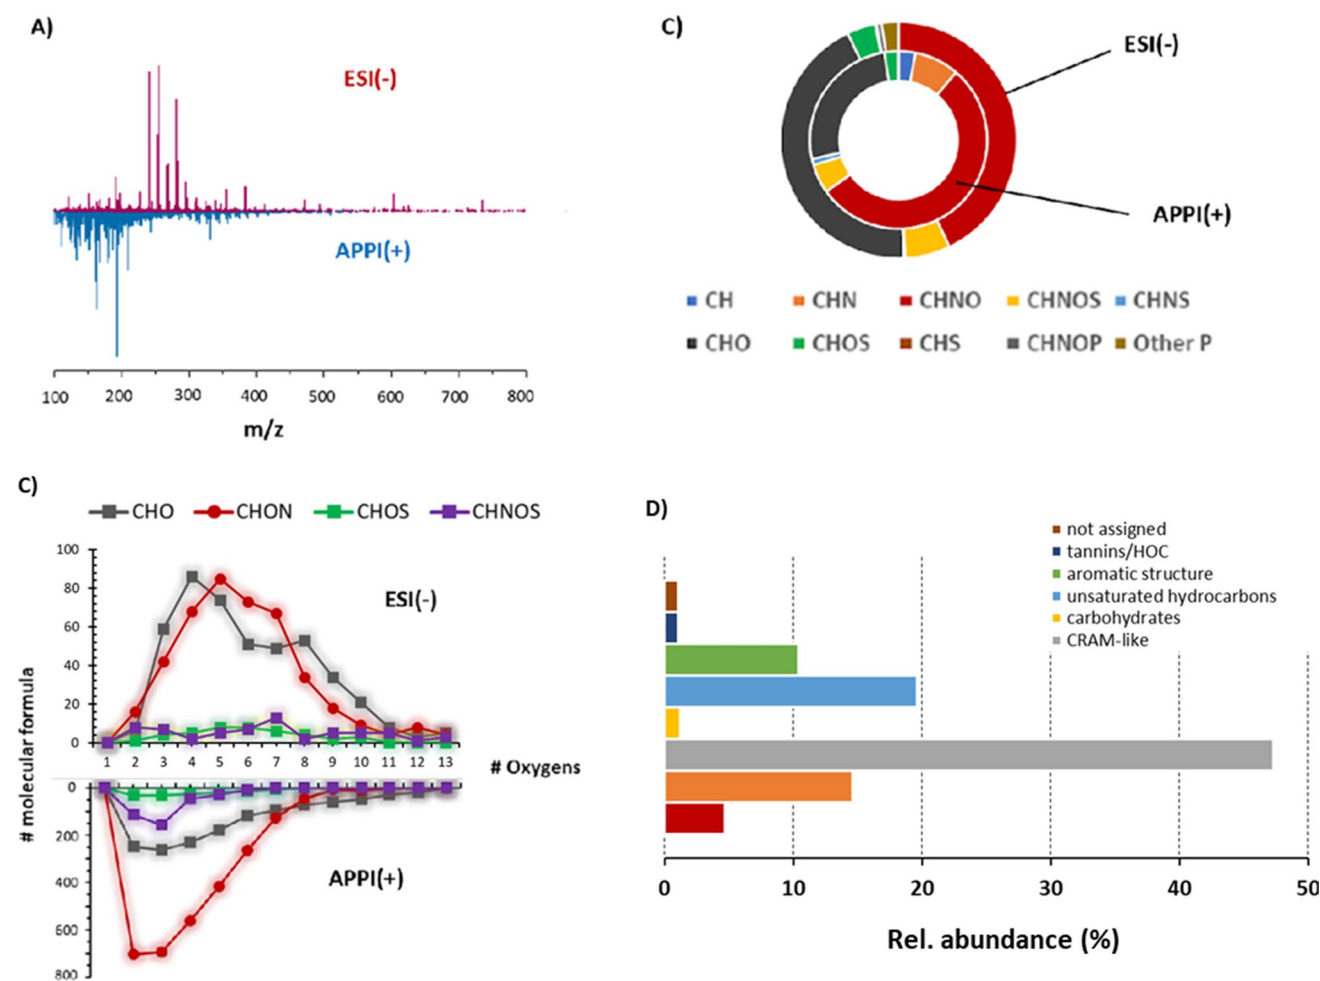 A)
ESI(-)
APPI(+)
100 200 300 400 500 600 700 800
m/z
C)
ESI(-)
APPI(+)
CH CHN CHNO CHNOS CHNS
CHO CHOS CHS CHNOP Other P
C)
CHO CHON CHOS CHNOS
100
80
60
40
20
0
ESI(-)
1 2 3 4 5 6 7 8 9 10 11 12 13
# Oxygens
# molecular formula
0
200
400
600
800
APPI(+)
D)
not assigned
tannins/HOC
aromatic structure
unsaturated hydrocarbons
carbohydrates
CRAM-like
0 10 20 30 40 50
Rel. abundance (%)